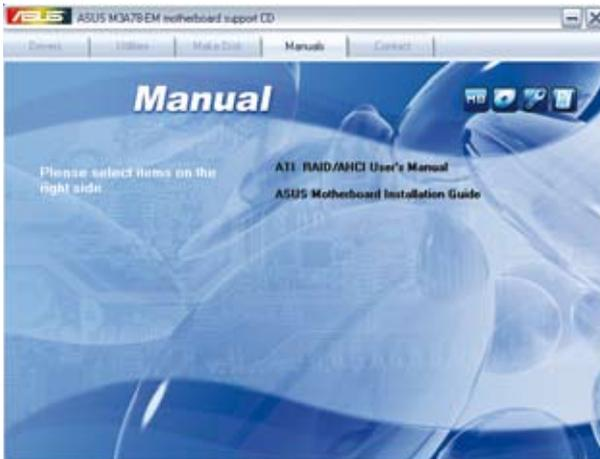 ASUS ASUS M3A78-EM motherboard support CD
Drivers Utilities Make Disk Manuals Contact
Manual
Please select items on the
right side
ATI RAID/AHCI User's Manual
ASUS Motherboard Installation Guide